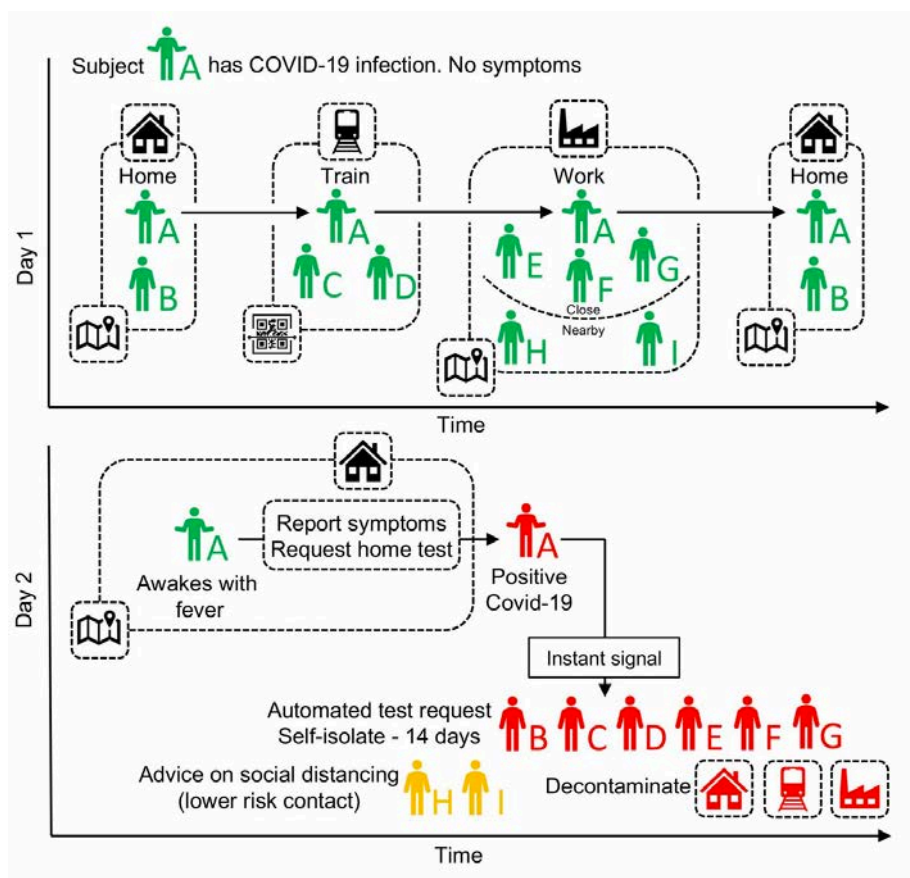 Subject A has COVID-19 infection. No symptoms
Home
Train
Work
Home
A
A
A
A
B
C
D
E
F
G
B
Close
Nearby
H
I
Day 1
Time
A
Report symptoms
Request home test
A
Awakes with
fever
Positive
Covid-19
Instant signal
Automated test request
Self-isolate - 14 days
B C D E F G
Advice on social distancing
(lower risk contact)
H I
Decontaminate
Day 2
Time